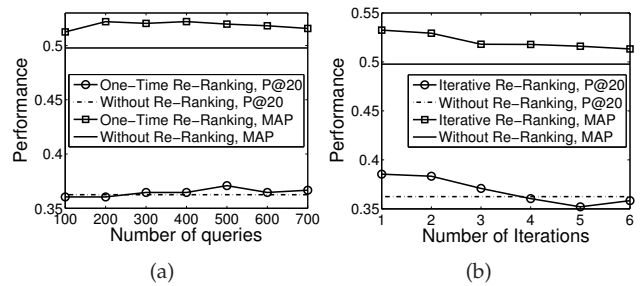 Performance
0.5
0.45
0.4
0.35
One-Time Re-Ranking, P@20
Without Re-Ranking, P@20
One-Time Re-Ranking, MAP
Without Re-Ranking, MAP
100 200 300 400 500 600 700
Number of queries
(a)
Performance
0.55
0.5
0.45
0.4
0.35
Iterative Re-Ranking, P@20
Without Re-Ranking, P@20
Iterative Re-Ranking, MAP
Without Re-Ranking, MAP
1 2 3 4 5 6
Number of Iterations
(b)